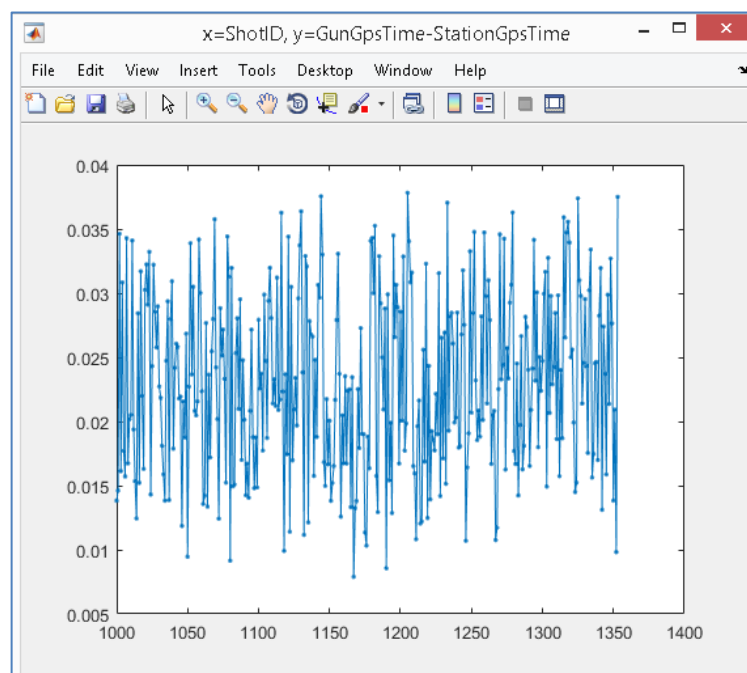 x=ShotID, y=GunGpsTime-StationGpsTime
File Edit View Insert Tools Desktop Window Help
0.04
0.035
0.03
0.025
0.02
0.015
0.01
0.005
1000 1050 1100 1150 1200 1250 1300 1350 1400